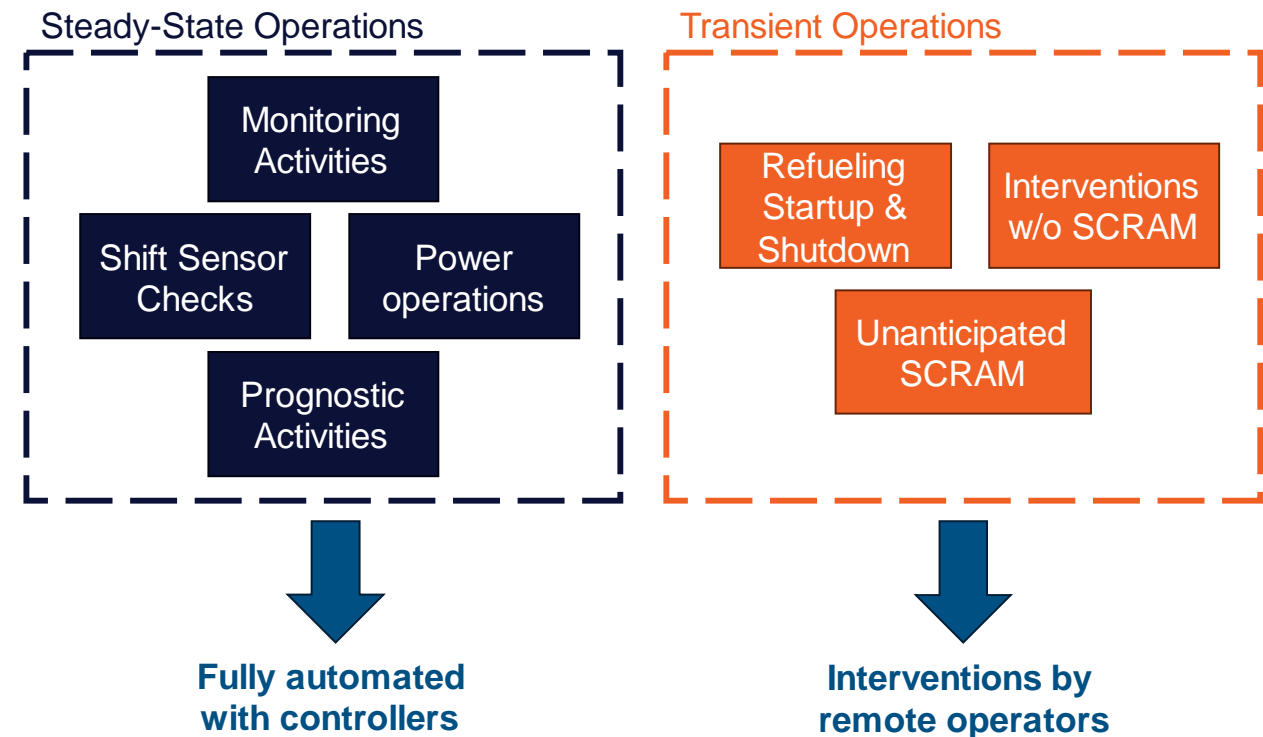 Steady-State Operations
Monitoring
Activities
Shift Sensor
Checks
Power
operations
Prognostic
Activities
Fully automated
with controllers
Transient Operations
Refueling
Startup &
Shutdown
Interventions
w/o SCRAM
Unanticipated
SCRAM
Interventions by
remote operators